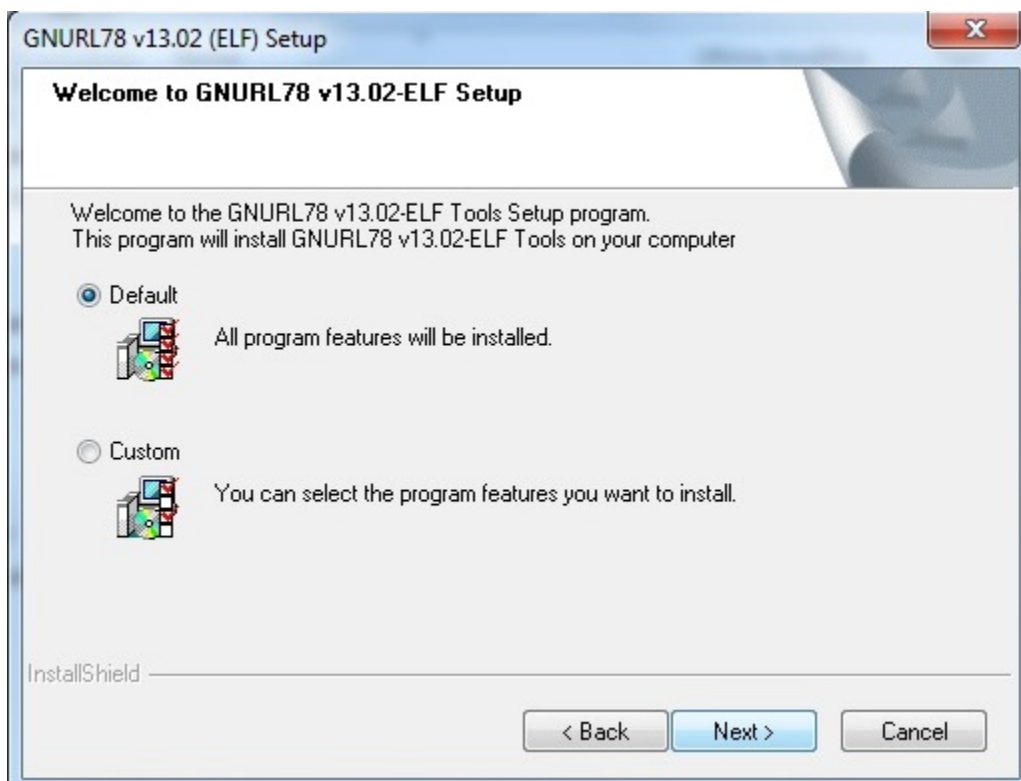 GNURL78 v13.02 (ELF) Setup
Welcome to GNURL78 v13.02-ELF Setup
Welcome to the GNURL78 v13.02-ELF Tools Setup program.
This program will install GNURL78 v13.02-ELF Tools on your computer
Default
All program features will be installed.
Custom
You can select the program features you want to install.
InstallShield
< Back
Next >
Cancel